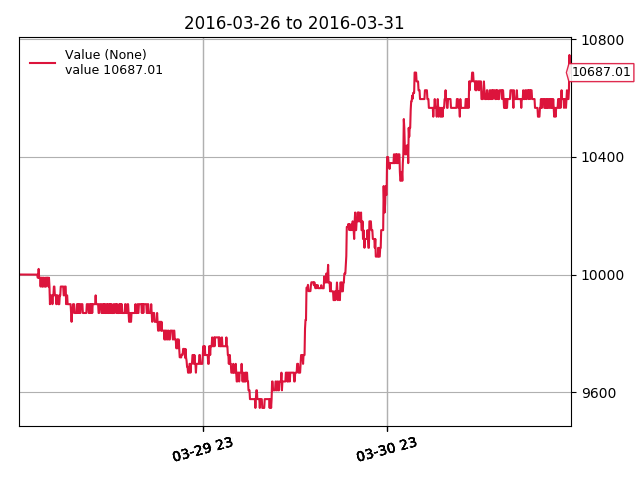 2016-03-26 to 2016-03-31
Value (None)
value 10687.01
10800
10687.01
10400
10000
9600
03-29 23
03-30 23